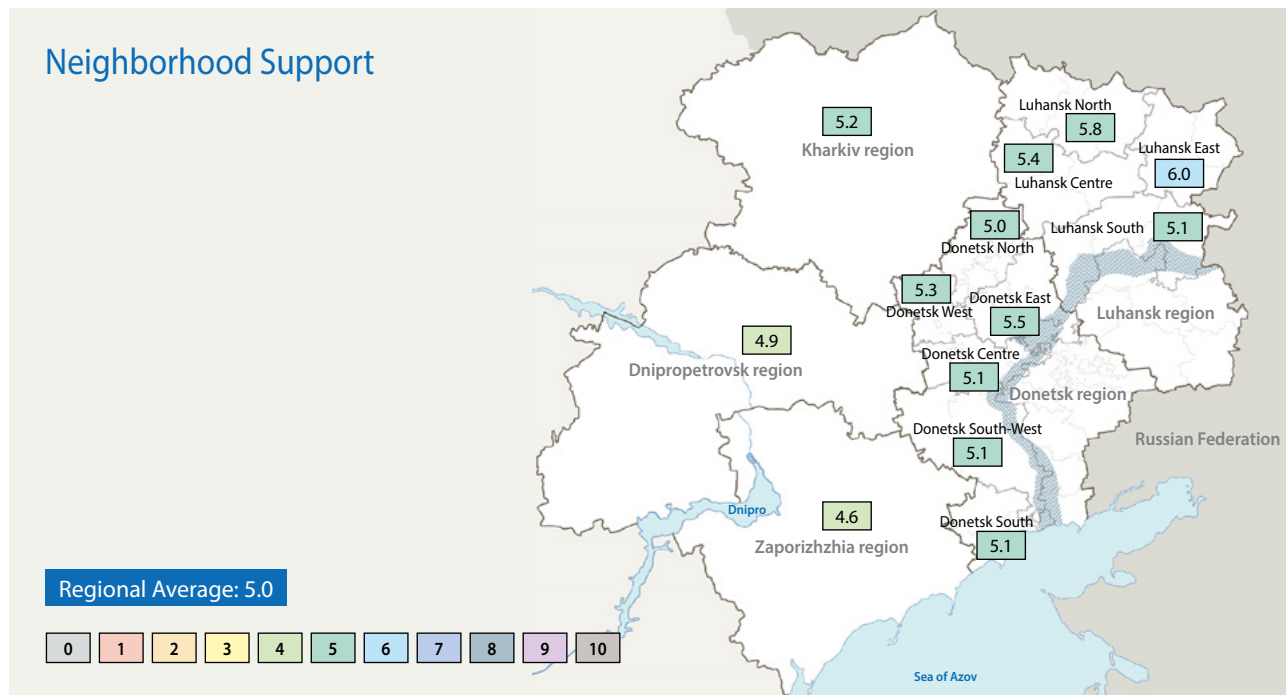 Neighborhood Support
Luhansk North
5.8
5.2
Kharkiv region
Luhansk East
6.0
5.4
Luhansk Centre
5.0
Donetsk North
Luhansk South
5.1
5.3
Donetsk West
Donetsk East
5.5
Luhansk region
4.9
Dnipropetrovsk region
Donetsk Centre
5.1
Donetsk region
Donetsk South-West
5.1
Russian Federation
Dnipro
4.6
Zaporizhzhia region
Donetsk South
5.1
Regional Average: 5.0
0 1 2 3 4 5 6 7 8 9 10
Sea of Azov